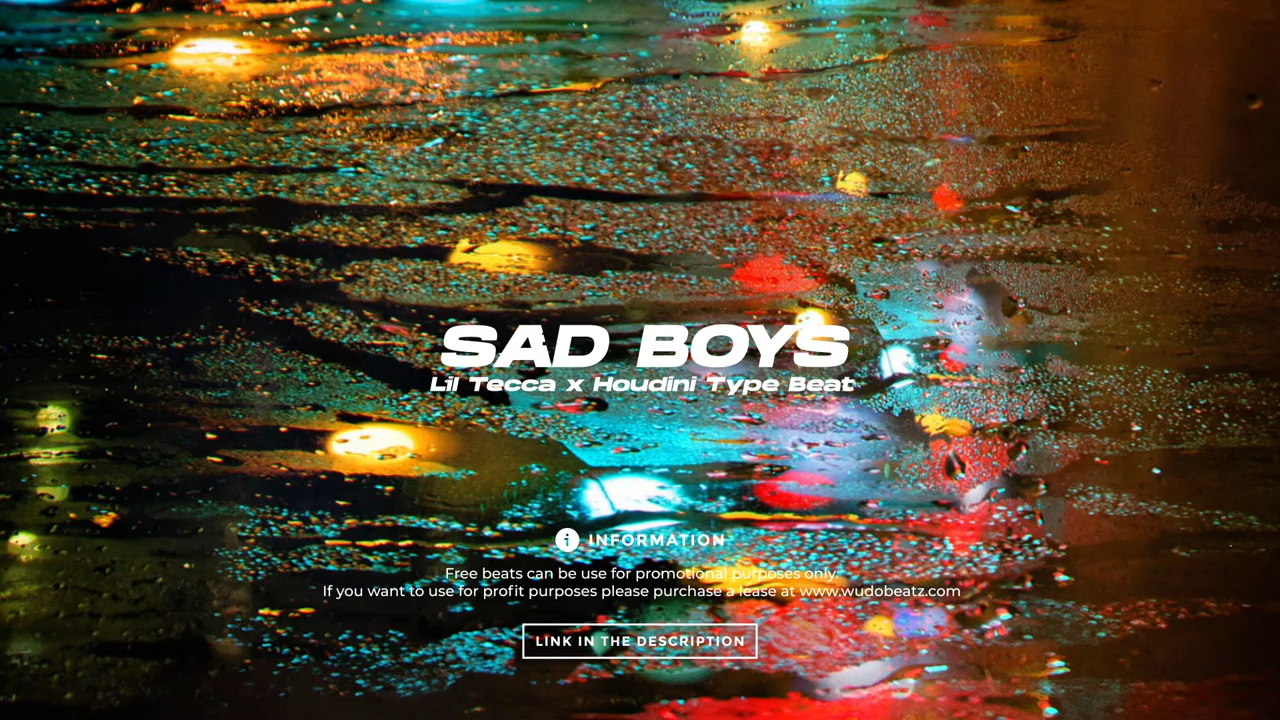 SAD BOYS
Lil Tecca x Houdini Type Beat
i INFORMATION
Free beats can be use for promotional purposes only.
If you want to use for profit purposes please purchase a lease at www.wudobeatz.com
LINK IN THE DESCRIPTION